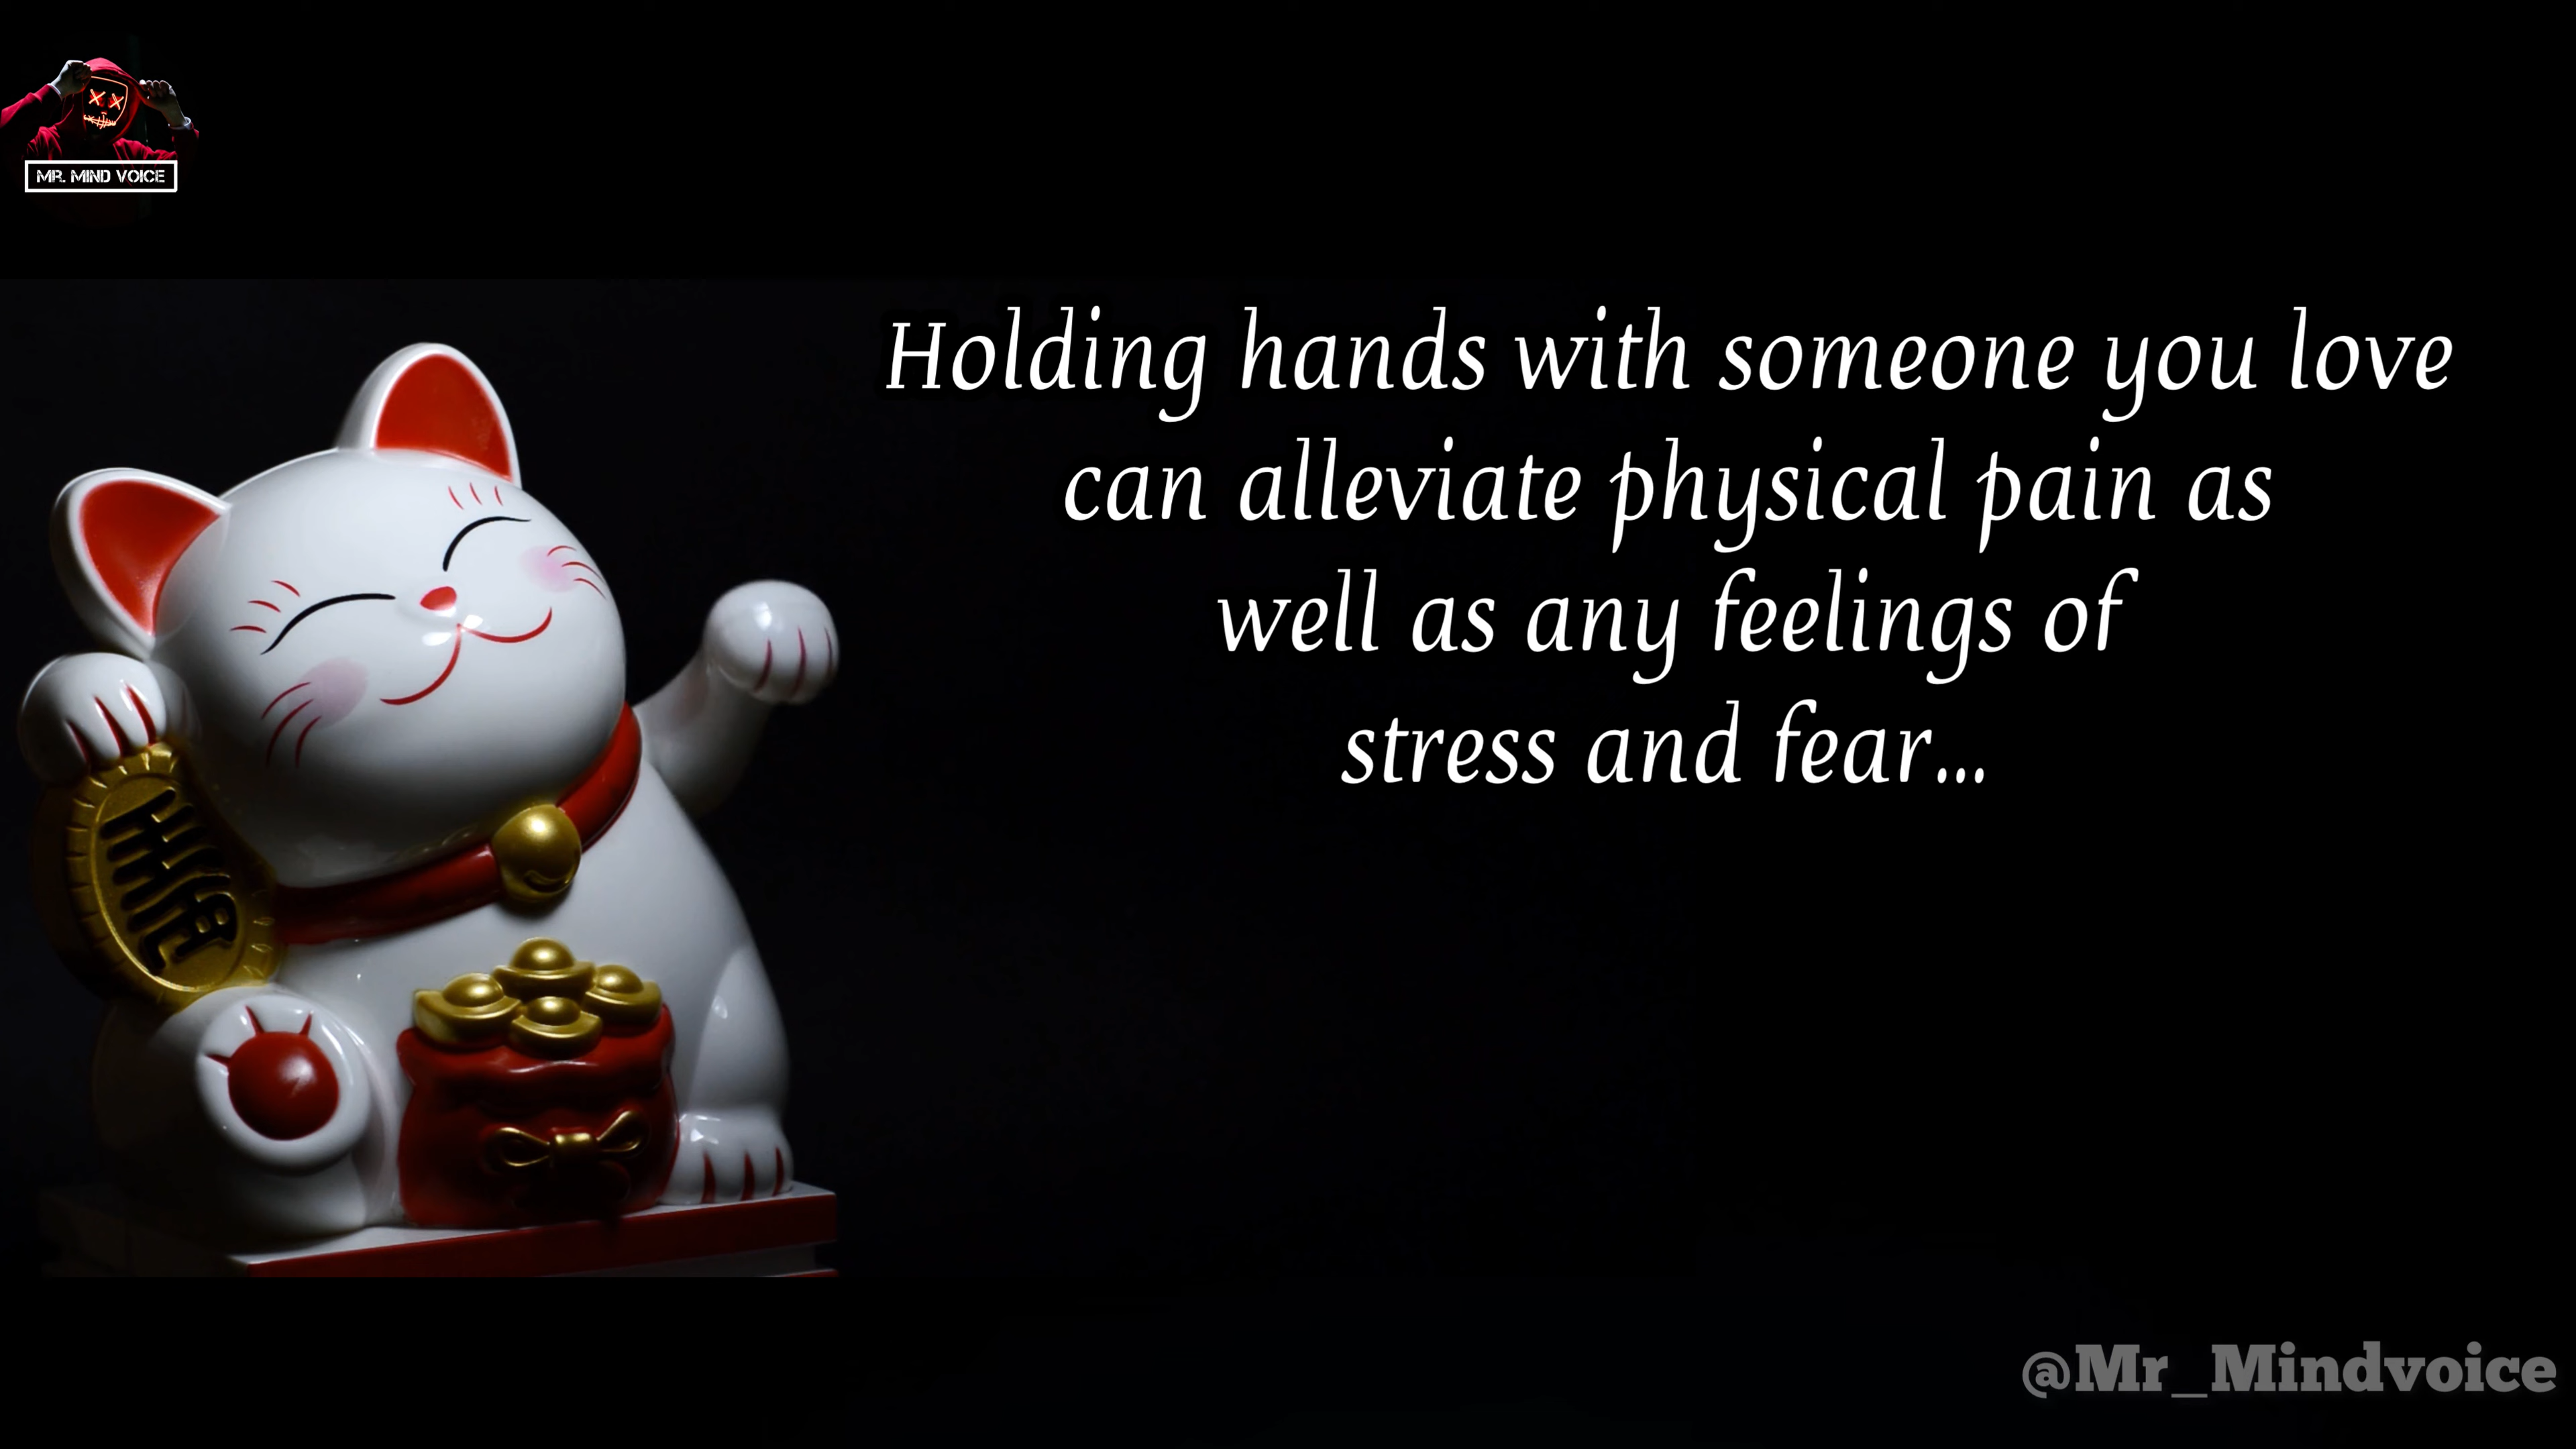 MR. MIND VOICE
Holding hands with someone you love
can alleviate physical pain as
well as any feelings of
stress and fear...
@Mr_Mindvoice